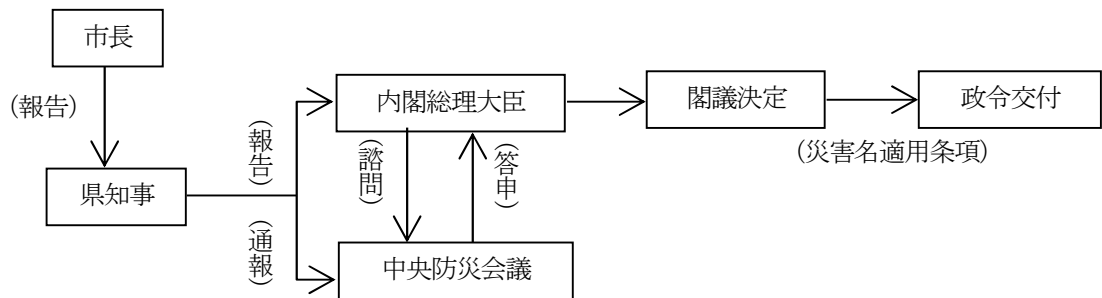 市長
(報告)
県知事
(報告)
(通報)
内閣総理大臣
(諮問)
(答申)
中央防災会議
閣議決定
政令交付
(災害名適用条項)